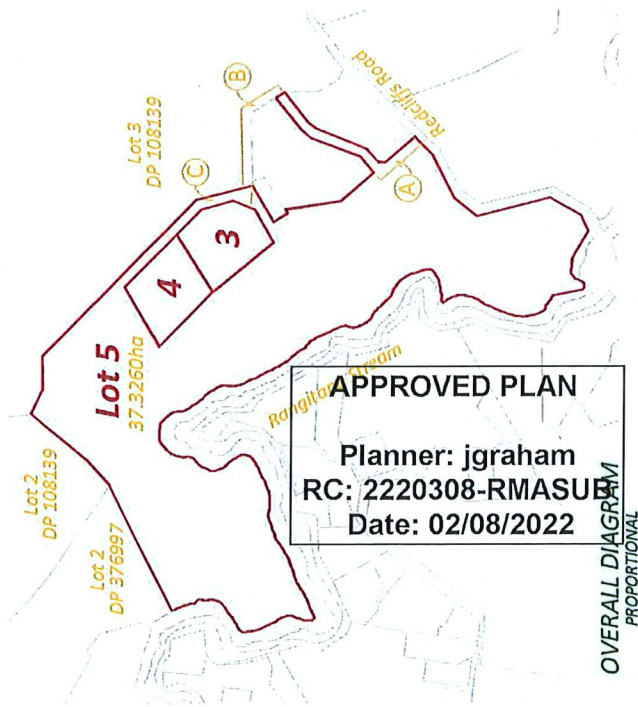 Lot 3
DP 108139
B
Redcliffs Road
C
A
3
4
Lot 5
37.3260ha
Lot 2
DP 108139
Lot 2
DP 376997
Rangitane Stream
APPROVED PLAN
Planner: jgraham
RC: 2220308-RMASUB
Date: 02/08/2022
OVERALL DIAGRAM
PROPORTIONAL